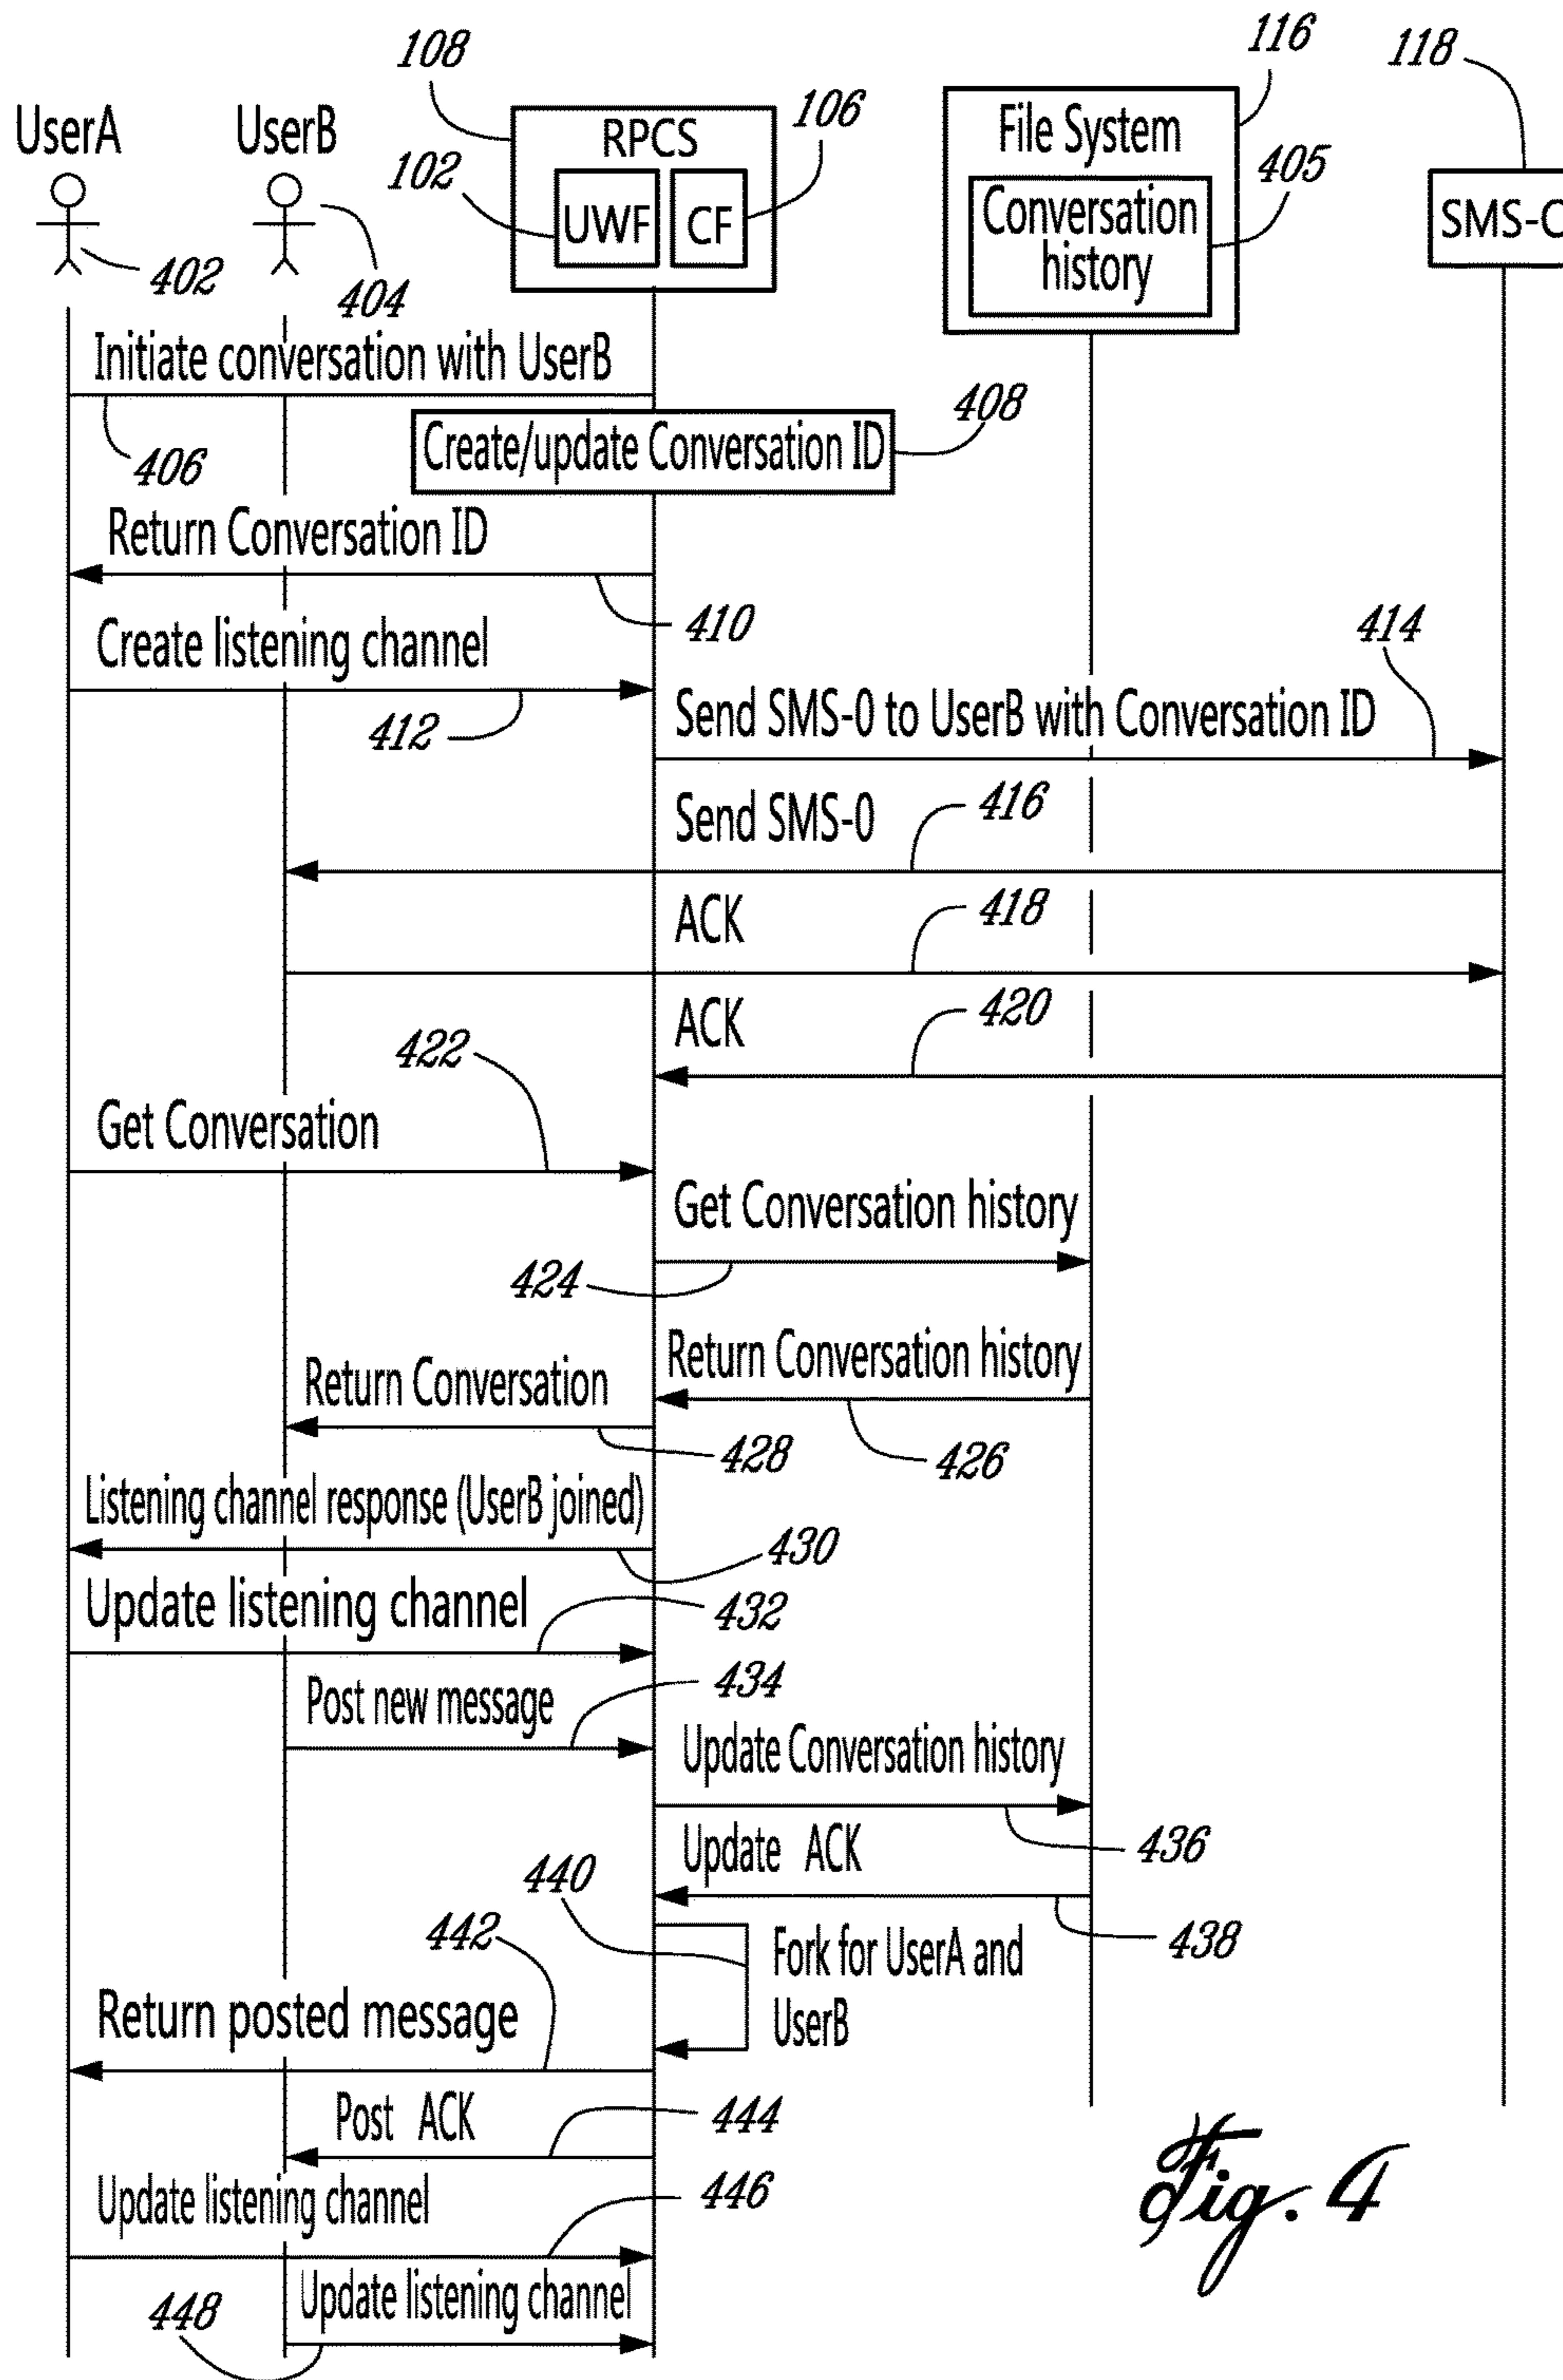 108
116
118
UserA
UserB
RPCS
106
File System
405
102
UWF
CF
Conversation
history
SMS-C
402
404
Initiate conversation with UserB
408
Create/update Conversation ID
406
Return Conversation ID
410
414
Create listening channel
412
Send SMS-0 to UserB with Conversation ID
416
Send SMS-0
418
ACK
420
ACK
422
Get Conversation
Get Conversation history
424
Return Conversation history
Return Conversation
428
426
Listening channel response (UserB joined)
430
Update listening channel
432
434
Post new message
Update Conversation history
436
Update ACK
440
438
442
Fork for UserA and
UserB
Return posted message
Post ACK
444
446
Update listening channel
Update listening channel
448
Fig. 4